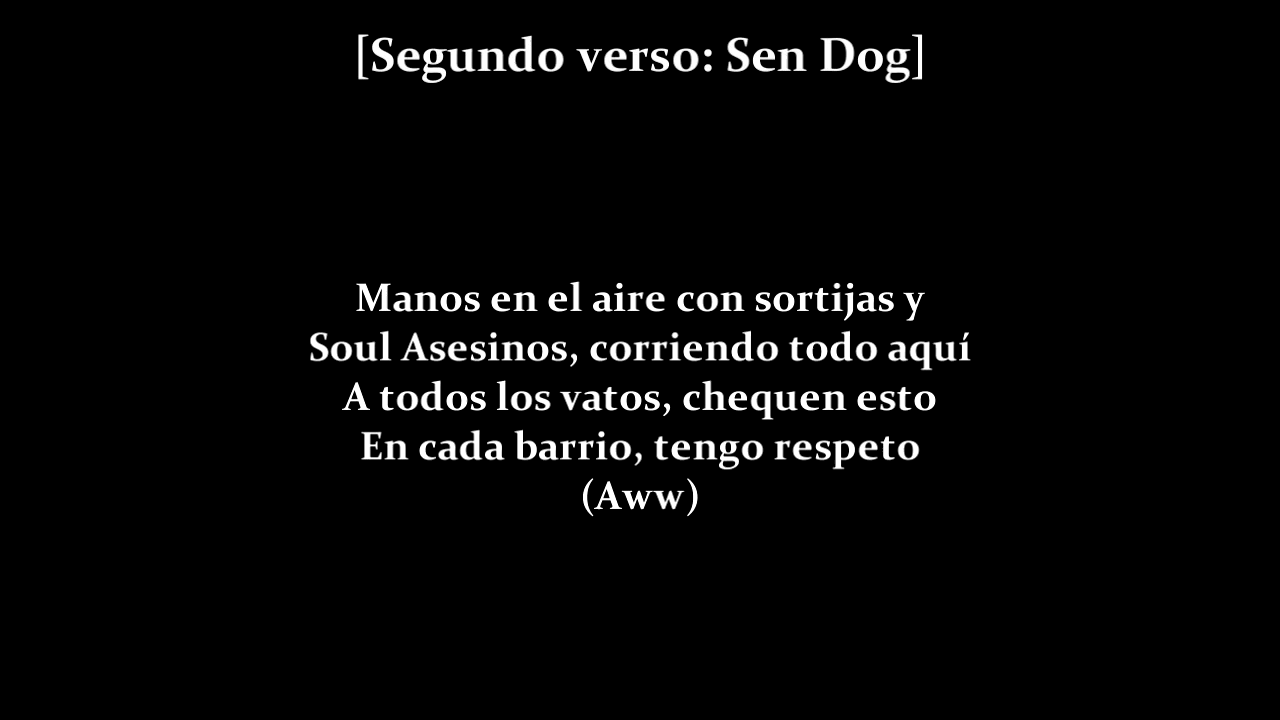 [Segundo verso: Sen Dog]
Manos en el aire con sortijas y
Soul Asesinos, corriendo todo aquí
A todos los vatos, chequen esto
En cada barrio, tengo respeto
(Aww)